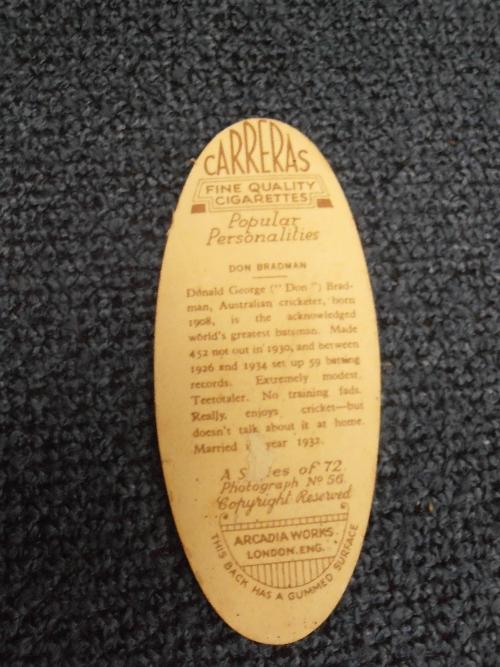 CARRERAS
FINE QUALITY
CIGARETTES
Popular
Personalities
DON BRADMAN
Donald George ("Don") Brad-
man, Australian cricketer, born
1908, is the acknowledged
world's greatest batsman. Made
452 not out in 1930, and between
1926 and 1934 set up 59 batting
records. Extremely modest.
Teetotaler. No training fads.
Really, enjoys cricket—but
doesn't talk about it at home.
Married year 1932.
A of 72
Photograph Nº 56.
Copyright Reserved
ARCADIA WORKS.
LONDON. ENG.
THIS BACK HAS A GUMMED SURFACE